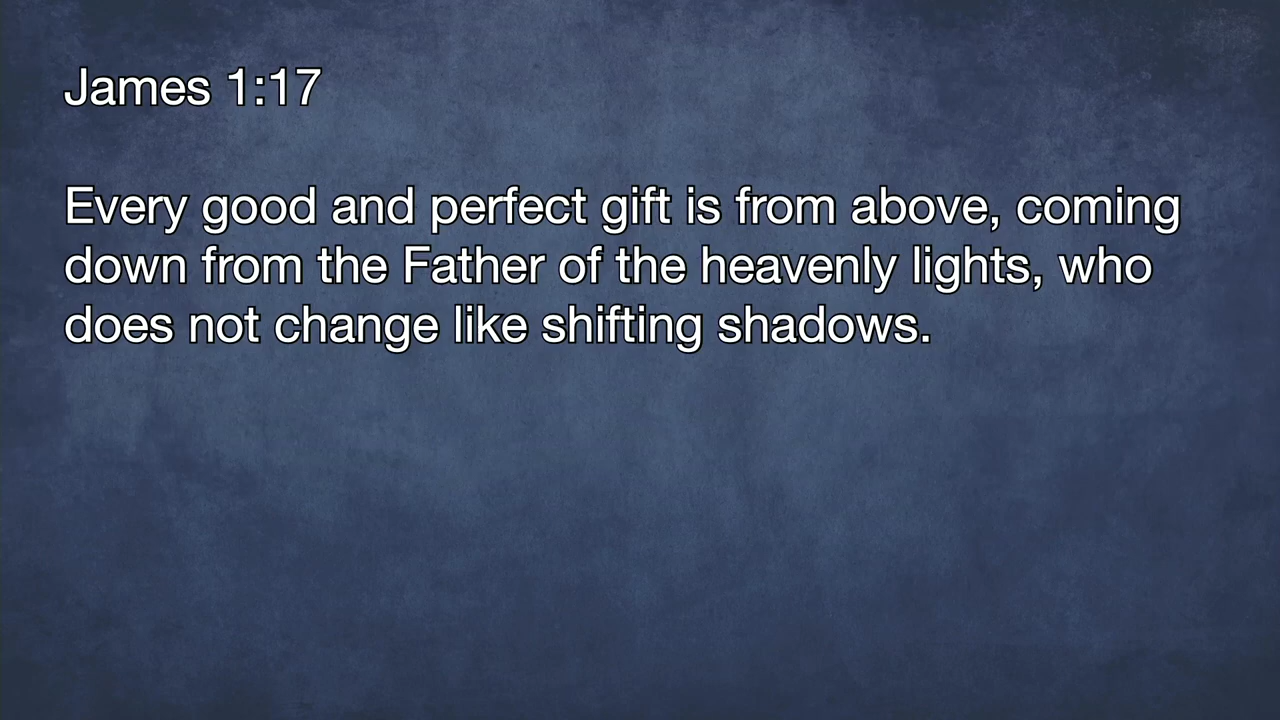 James 1:17
Every good and perfect gift is from above, coming
down from the Father of the heavenly lights, who
does not change like shifting shadows.